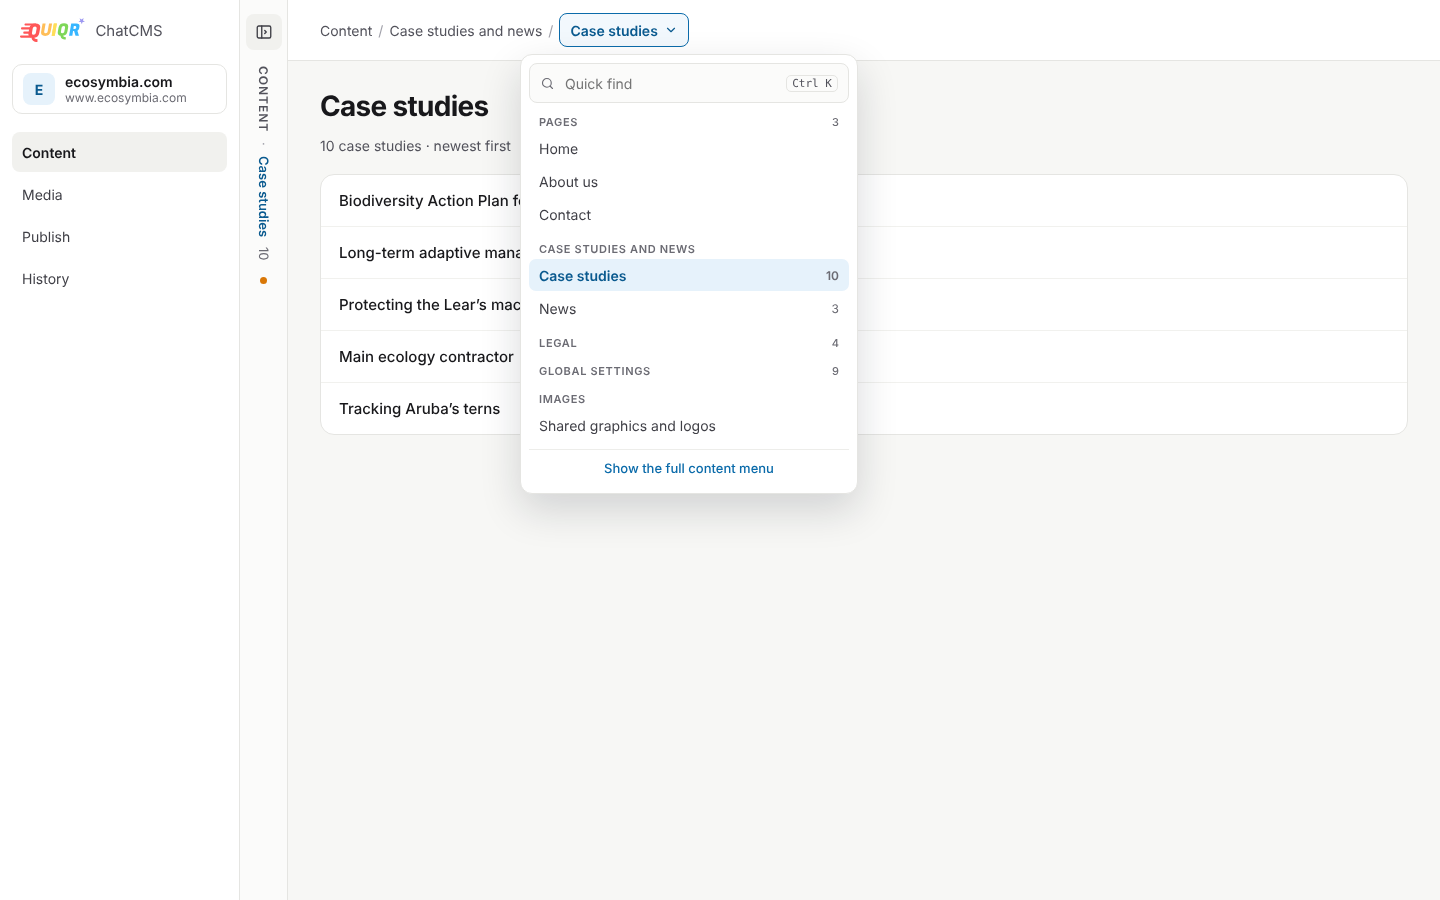 QUIQR ChatCMS
E
ecosymbia.com
www.ecosymbia.com
Content
Media
Publish
History
CONTENT · Case studies 10
Content / Case studies and news / Case studies
Case studies
10 case studies · newest first
Biodiversity Action Plan
Long-term adaptive
Protecting the Lear’s
Main ecology contractor
Tracking Aruba’s terns
Quick find Ctrl K
PAGES 3
Home
About us
Contact
CASE STUDIES AND NEWS
Case studies 10
News 3
LEGAL 4
GLOBAL SETTINGS 9
IMAGES
Shared graphics and logos
Show the full content menu